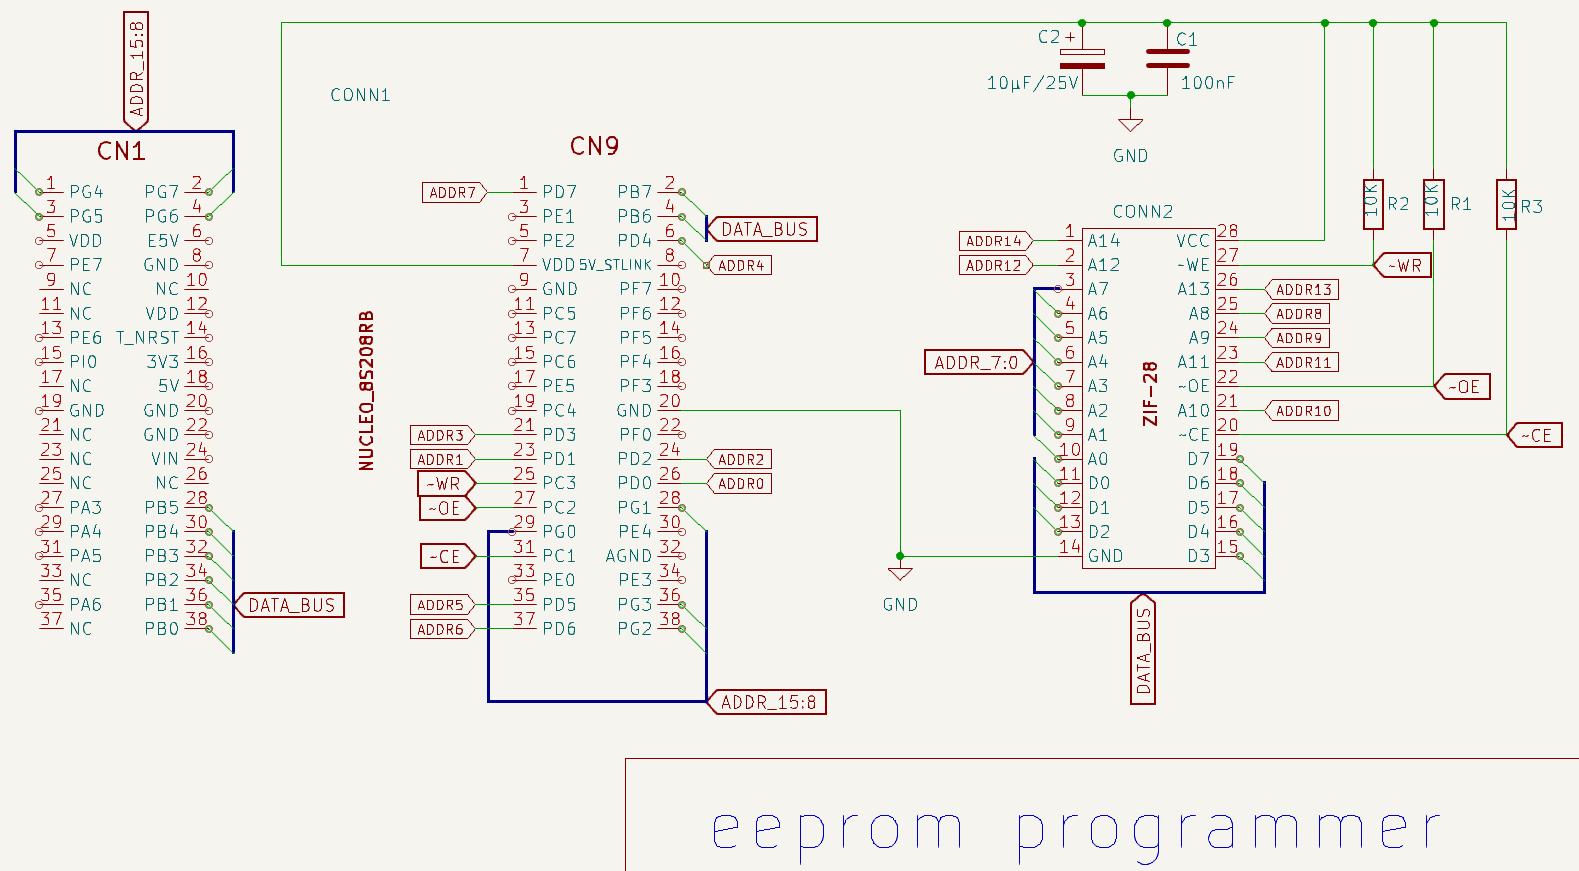 ADDR_15:8
CN1
1 PG4 PG7 2
3 PG5 PG6 4
5 VDD E5V 6
7 PE7 GND 8
9 NC NC 10
11 NC VDD 12
13 PE6 T_NRST 14
15 PI0 3V3 16
17 NC 5V 18
19 GND GND 20
21 NC GND 22
23 NC VIN 24
25 NC NC 26
27 PA3 PB5 28
29 PA4 PB4 30
31 PA5 PB3 32
33 NC PB2 34
35 PA6 PB1 36
37 NC PB0 38
DATA_BUS
CONN1
NUCLEO_8S208RB
CN9
ADDR7 1 PD7 PB7 2
3 PE1 PB6 4
DATA_BUS
5 PE2 PD4 6
7 VDD 5V_STLINK 8 ADDR4
9 GND PF7 10
11 PC5 PF6 12
13 PC7 PF5 14
15 PC6 PF4 16
17 PE5 PF3 18
19 PC4 GND 20
ADDR3 21 PD3 PF0 22
ADDR1 23 PD1 PD2 24 ADDR2
~WR 25 PC3 PD0 26 ADDR0
~OE 27 PC2 PG1 28
29 PG0 PE4 30
~CE 31 PC1 AGND 32
33 PE0 PE3 34
ADDR5 35 PD5 PG3 36
ADDR6 37 PD6 PG2 38
ADDR_15:8
GND
C2 +
10µF/25V
C1
100nF
GND
10K R2
10K R1
10K R3
CONN2
ZIF-28
ADDR14 1 A14 VCC 28
ADDR12 2 A12 ~WE 27 ~WR
3 A7 A13 26 ADDR13
4 A6 A8 25 ADDR8
5 A5 A9 24 ADDR9
ADDR_7:0 6 A4 A11 23 ADDR11
7 A3 ~OE 22 ~OE
8 A2 A10 21 ADDR10
9 A1 ~CE 20 ~CE
10 A0 D7 19
11 D0 D6 18
12 D1 D5 17
13 D2 D4 16
14 GND D3 15
DATA_BUS
eeprom programmer